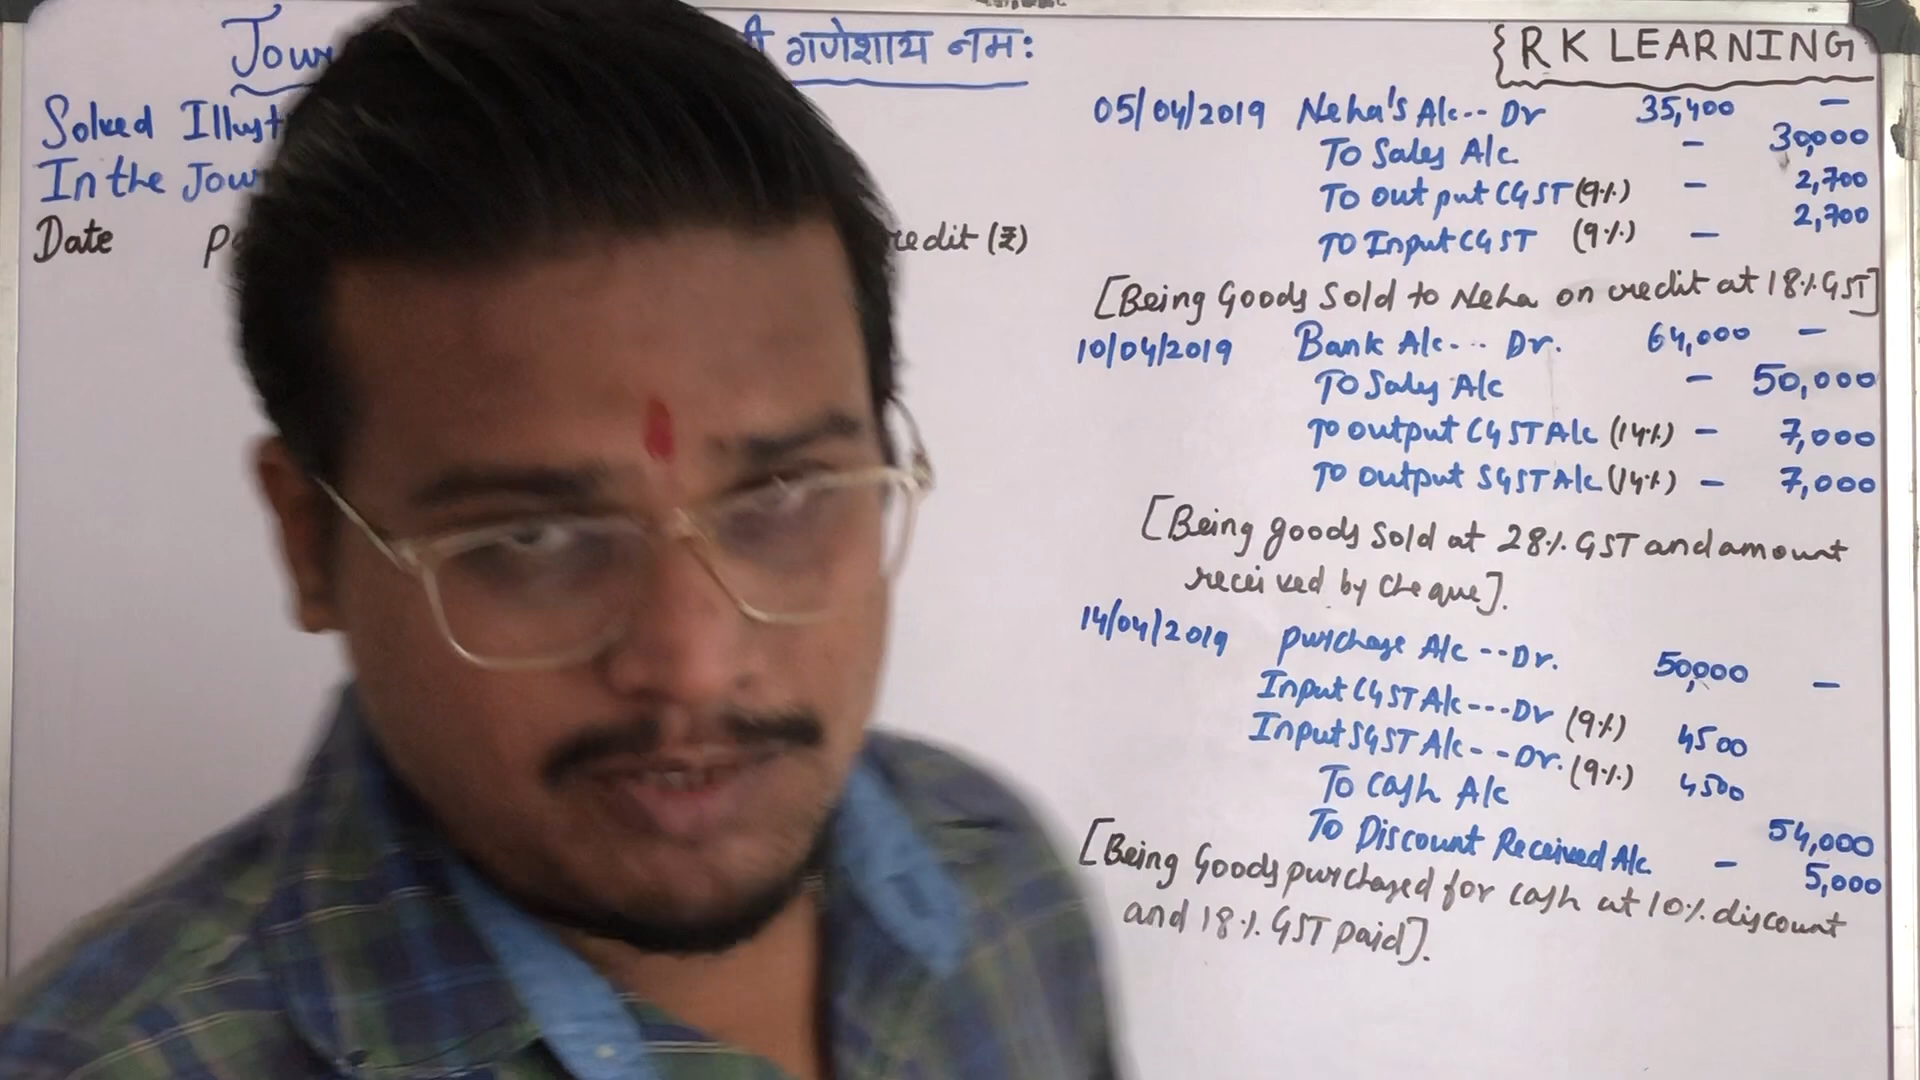 गणेशाय नमः
{RK LEARNING
Solved
In the
Date
redit (₹)
05/04/2019 Neha's A/c-- Dr 35,400 —
To Sales A/c — 30,000
To output CGST (9%) — 2,700
To Input CGST (9%) — 2,700
[Being Goods Sold to Neha on credit at 18% GST]
10/04/2019 Bank A/c--- Dr. 64,000 —
To Sales A/c — 50,000
To output CGST A/c (14%) — 7,000
To output SGST A/c (14%) — 7,000
[Being goods sold at 28% GST and amount
received by cheque].
14/04/2019 purchase A/c --Dr. 50,000 —
Input CGST A/c---Dr (9%) 4500
Input SGST A/c--Dr. (9%) 4500
To Cash A/c 54,000
To Discount Received A/c — 5,000
[Being Goods purchased for cash at 10% discount
and 18% GST paid].